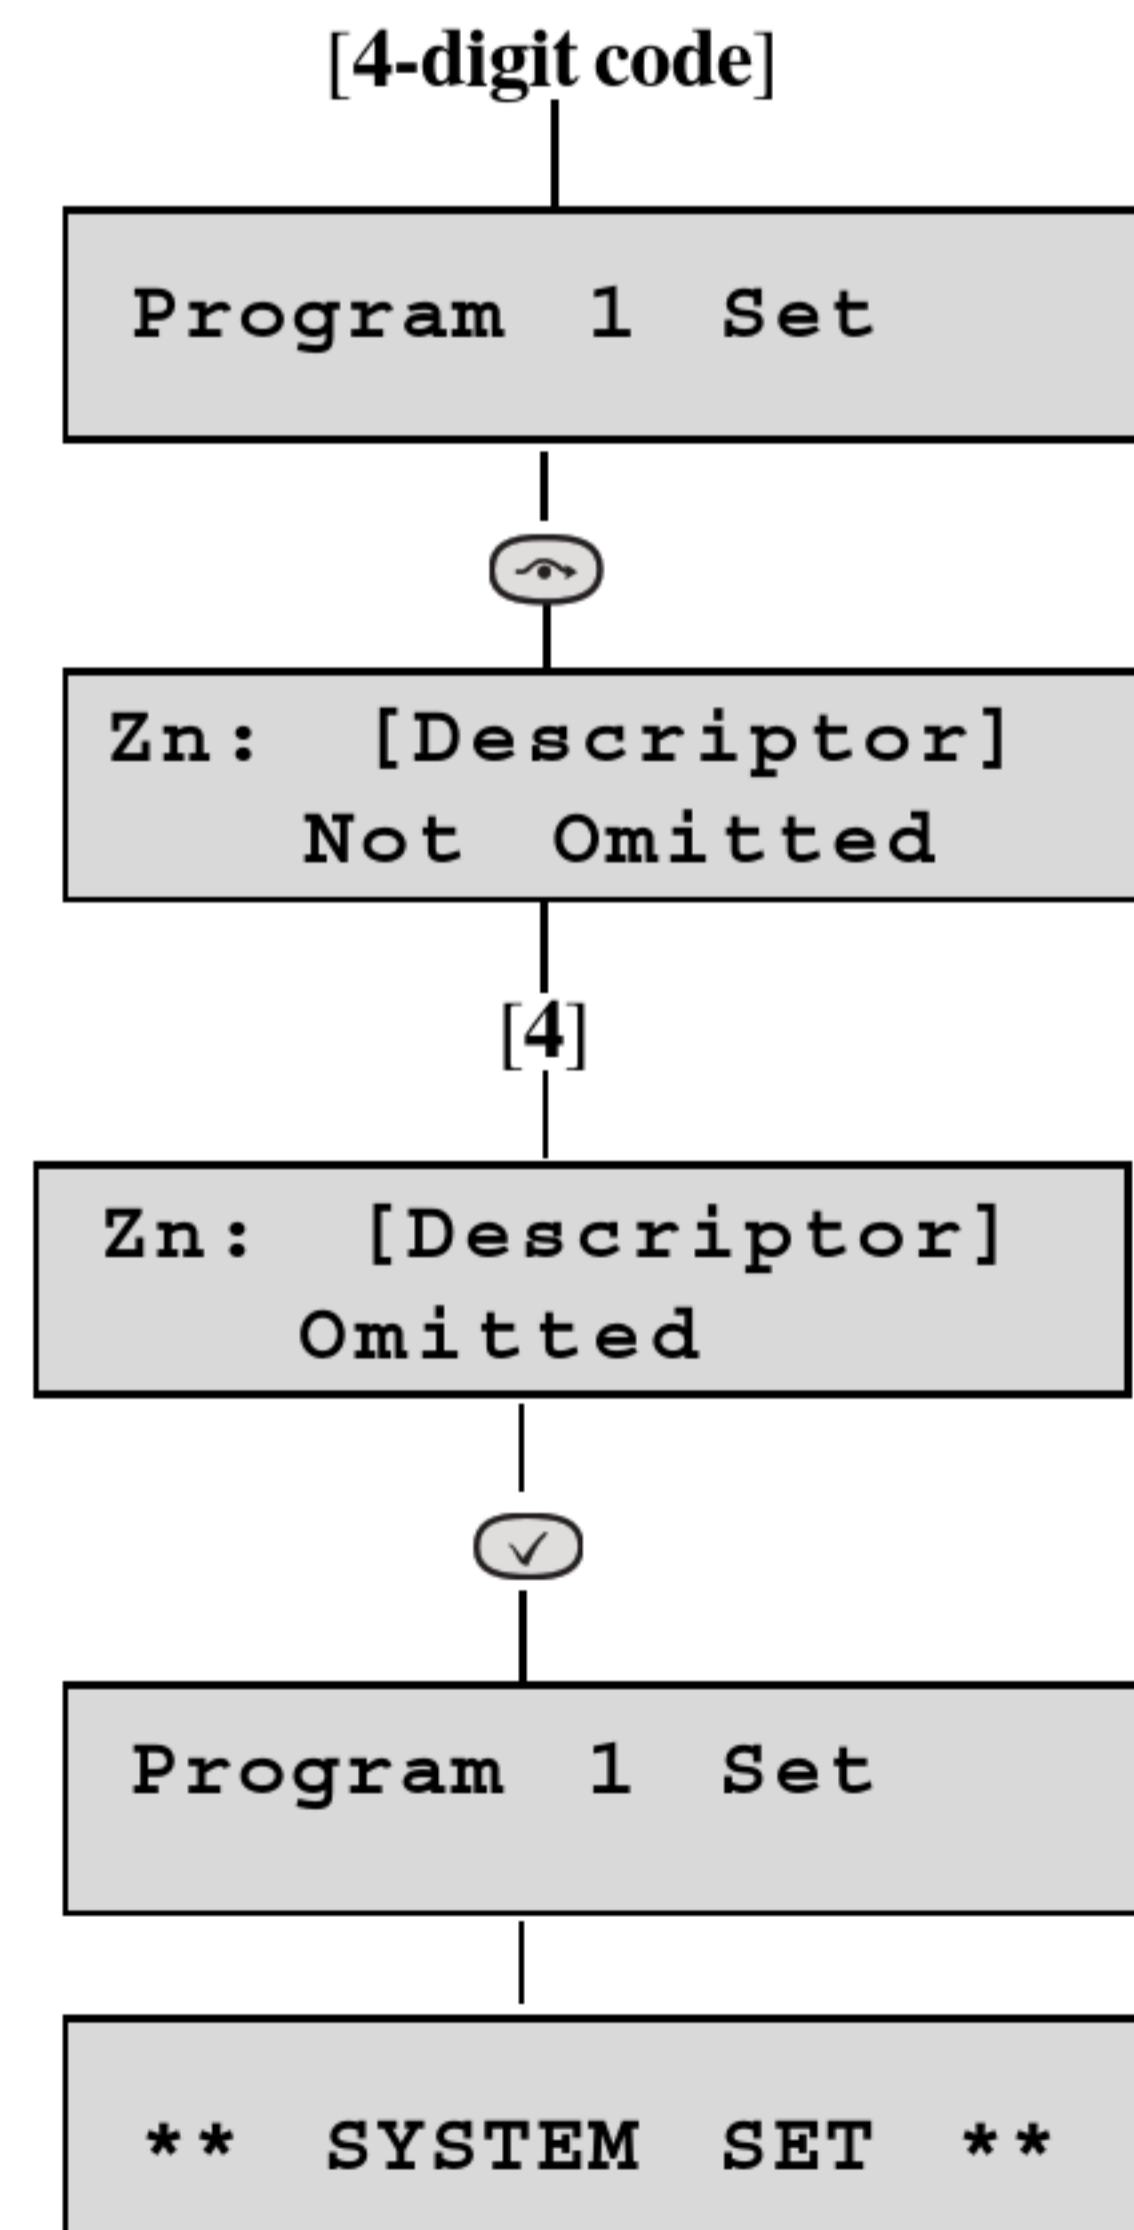 [4-digit code]
Program 1 Set
Zn: [Descriptor]
Not Omitted
[4]
Zn: [Descriptor]
Omitted
Program 1 Set
** SYSTEM SET **